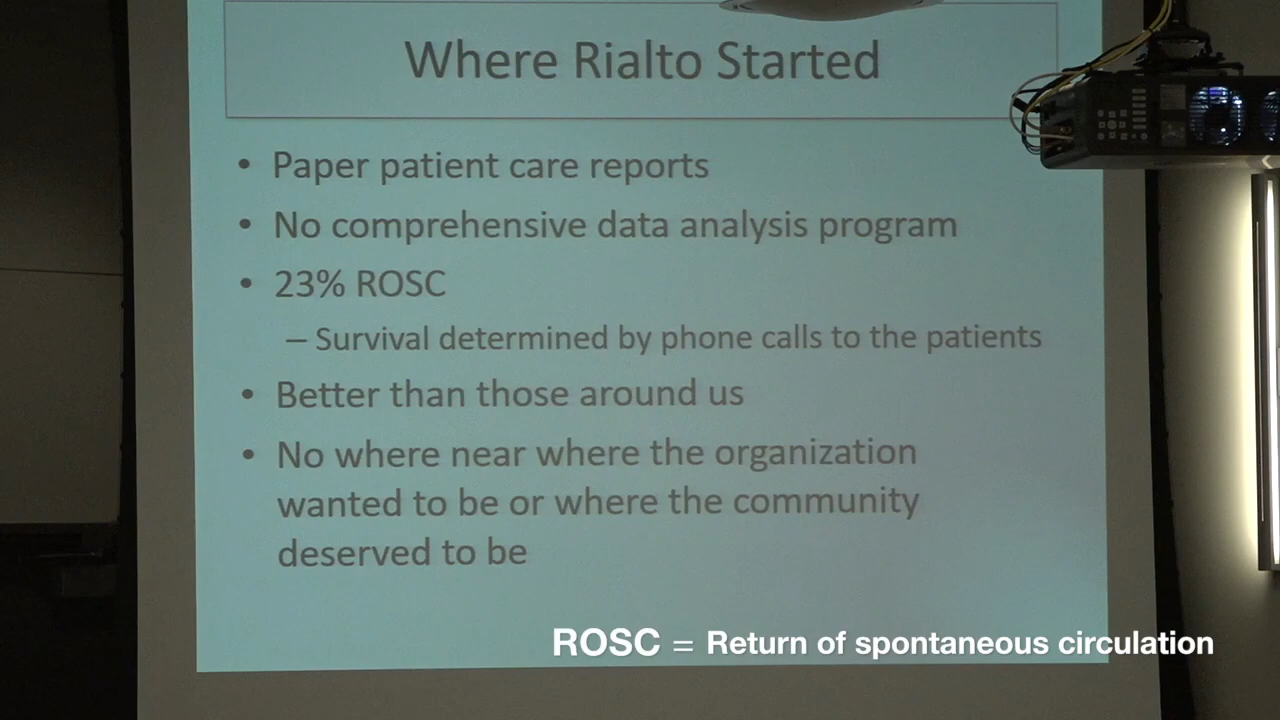 Where Rialto Started
• Paper patient care reports
• No comprehensive data analysis program
• 23% ROSC
– Survival determined by phone calls to the patients
• Better than those around us
• No where near where the organization
wanted to be or where the community
deserved to be
ROSC = Return of spontaneous circulation